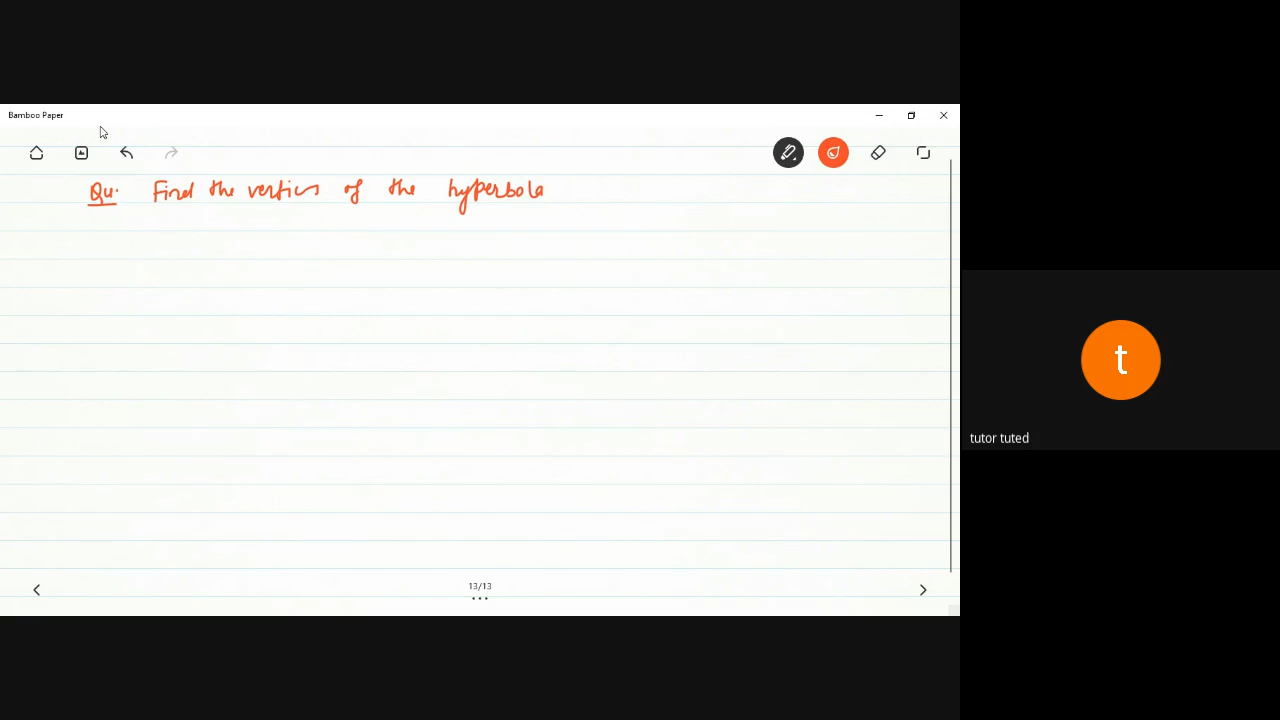 Bamboo Paper
Qu. Find the vertics of the hyperbola
t
tutor tuted
13/13